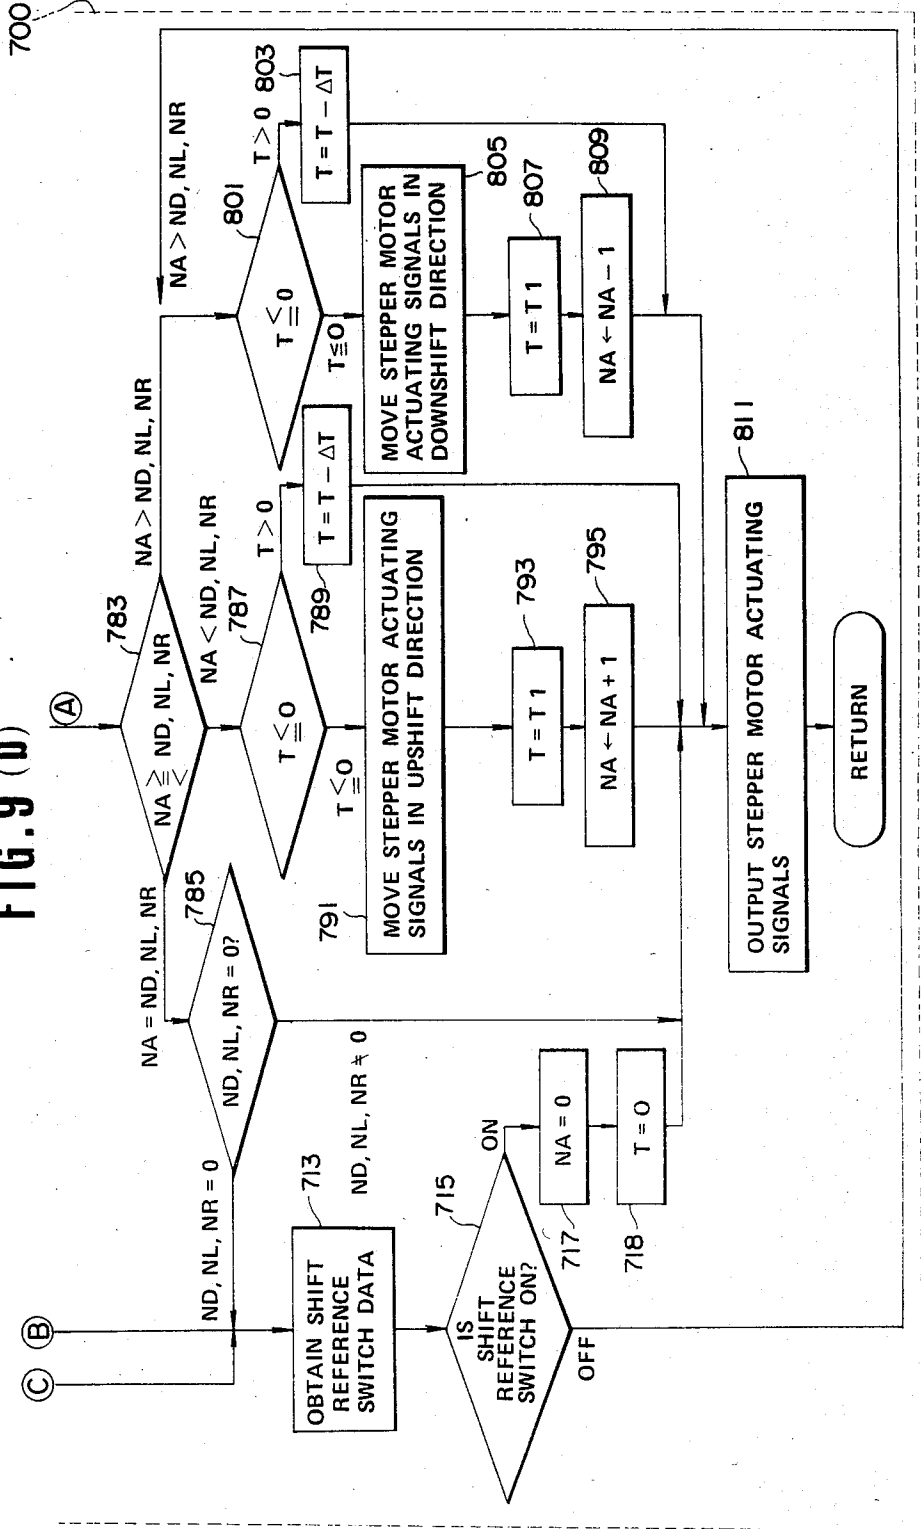 700
FIG.9 (b)
A
B
C
783
NA ≧< ND, NL, NR
NA = ND, NL, NR
NA > ND, NL, NR
NA > ND, NL, NR
NA < ND, NL, NR
785
ND, NL, NR = 0?
ND, NL, NR = 0
ND, NL, NR ≠ 0
787
T ≦ 0
T > 0
T ≦ 0
789
T = T − ΔT
801
T ≦ 0
T > 0
T ≦ 0
803
T = T − ΔT
791
MOVE STEPPER MOTOR ACTUATING
SIGNALS IN UPSHIFT DIRECTION
805
MOVE STEPPER MOTOR
ACTUATING SIGNALS IN
DOWNSHIFT DIRECTION
793
T = T1
795
NA ← NA + 1
807
T = T1
809
NA ← NA − 1
713
OBTAIN SHIFT
REFERENCE
SWITCH DATA
715
IS
SHIFT
REFERENCE
SWITCH ON?
ON
OFF
717
NA = 0
718
T = 0
811
OUTPUT STEPPER MOTOR ACTUATING
SIGNALS
RETURN